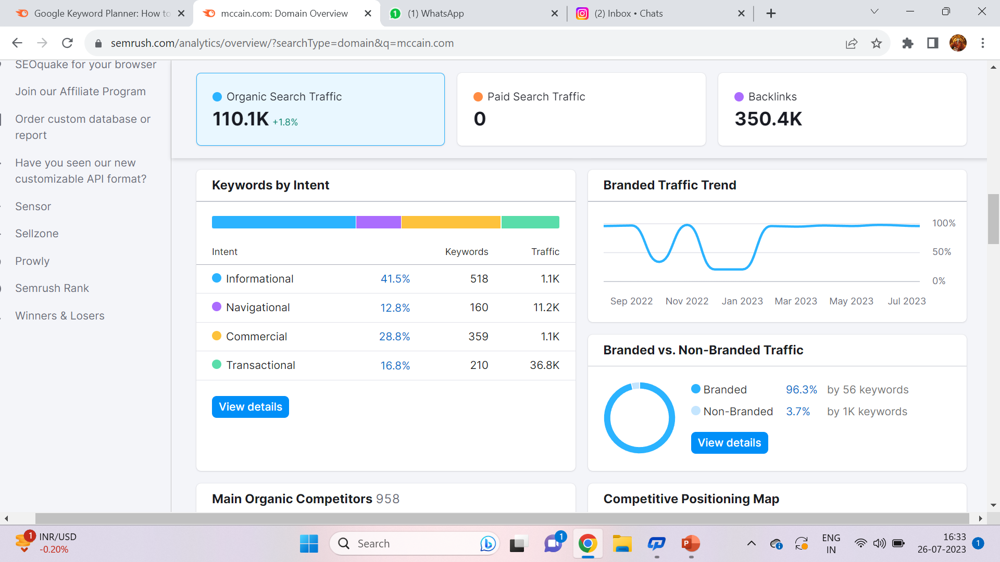 Google Keyword Planner: How to
mccain.com: Domain Overview
1
(1) WhatsApp
(2) Inbox • Chats
semrush.com/analytics/overview/?searchType=domain&q=mccain.com
SEOquake for your browser
Join our Affiliate Program
Order custom database or
report
Have you seen our new
customizable API format?
Sensor
Sellzone
Prowly
Semrush Rank
Winners & Losers
Organic Search Traffic
110.1K +1.8%
Paid Search Traffic
0
Backlinks
350.4K
Keywords by Intent
Intent Keywords Traffic
Informational 41.5% 518 1.1K
Navigational 12.8% 160 11.2K
Commercial 28.8% 359 1.1K
Transactional 16.8% 210 36.8K
View details
Branded Traffic Trend
100%
50%
0%
Sep 2022 Nov 2022 Jan 2023 Mar 2023 May 2023 Jul 2023
Branded vs. Non-Branded Traffic
Branded 96.3% by 56 keywords
Non-Branded 3.7% by 1K keywords
View details
Main Organic Competitors 958
Competitive Positioning Map
1
INR/USD
-0.20%
Search
1
P
ENG
IN
16:33
26-07-2023
1